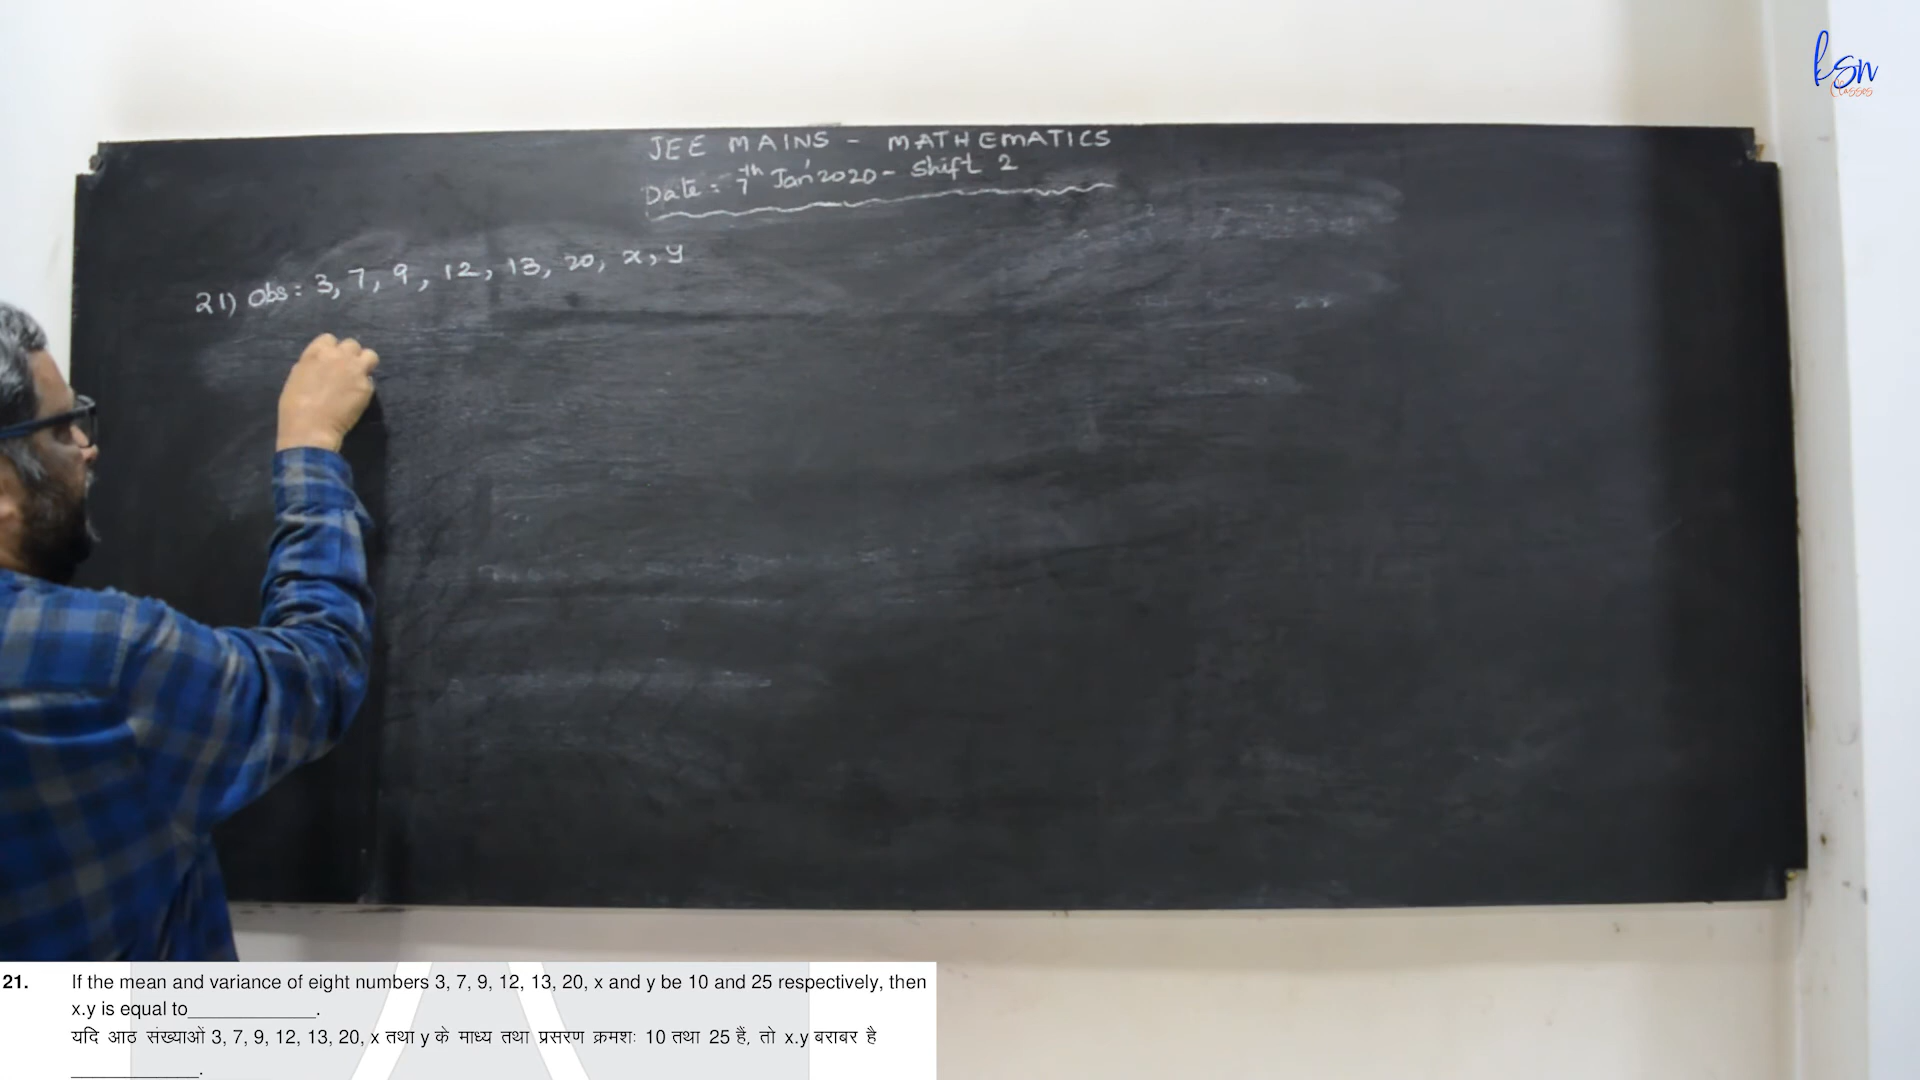 ksn
Classes
JEE MAINS - MATHEMATICS
Date: 7th Jan'2020 - Shift 2
21) Obs: 3, 7, 9, 12, 13, 20, x, y
21. If the mean and variance of eight numbers 3, 7, 9, 12, 13, 20, x and y be 10 and 25 respectively, then
x.y is equal to____________.
यदि आठ संख्याओं 3, 7, 9, 12, 13, 20, x तथा y के माध्य तथा प्रसरण क्रमशः 10 तथा 25 हैं, तो x.y बराबर है
____________.